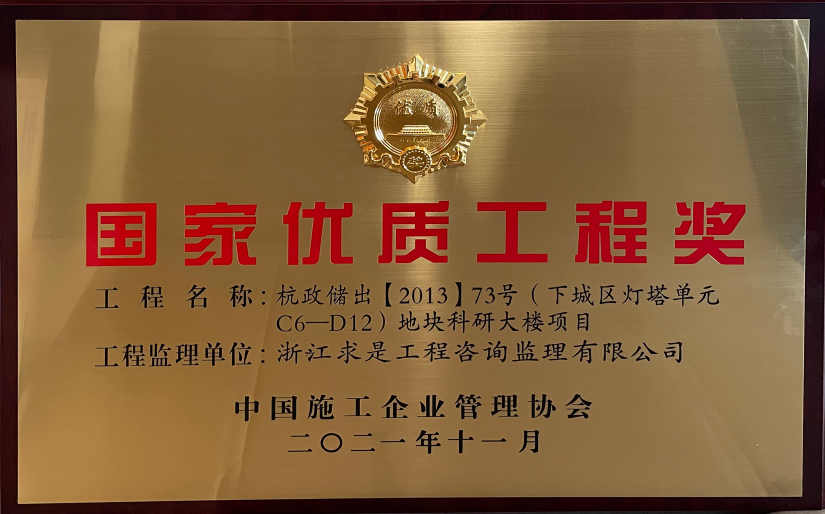 优质
国家优质工程奖
工程名称：杭政储出【2013】73号（下城区灯塔单元
C6—D12）地块科研大楼项目
工程监理单位：浙江求是工程咨询监理有限公司
中国施工企业管理协会
二〇二一年十一月